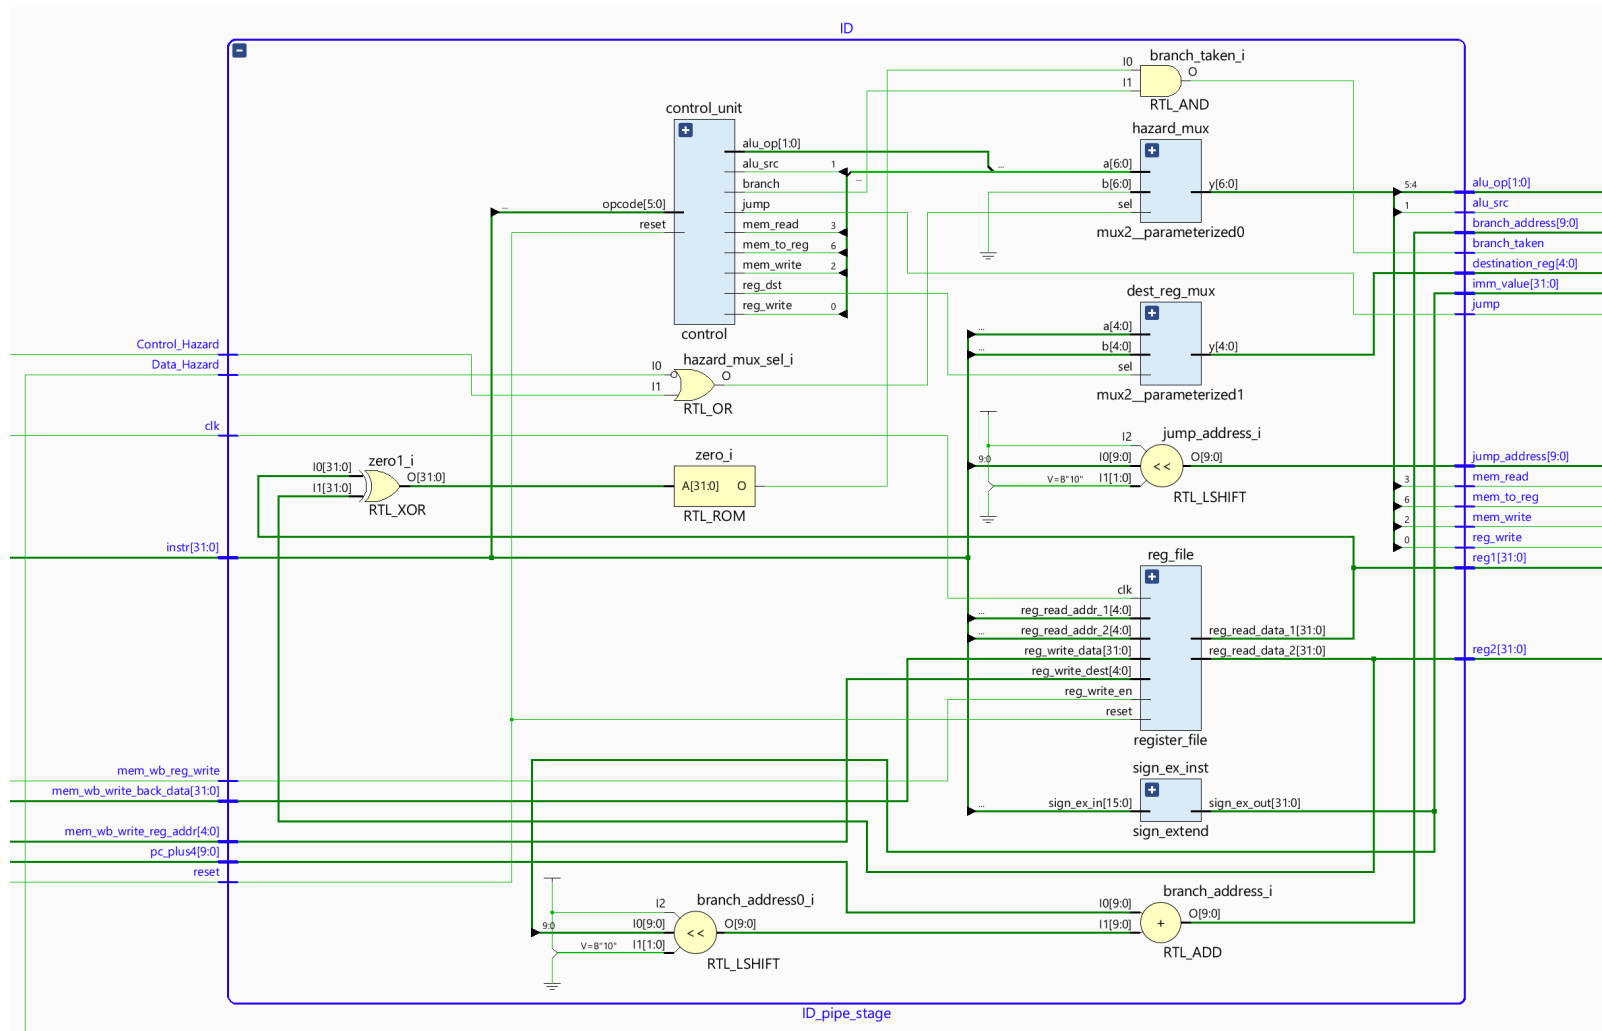 ID
branch_taken_i
I0
I1
O
RTL_AND
control_unit
alu_op[1:0]
alu_src
branch
jump
mem_read
mem_to_reg
mem_write
reg_dst
reg_write
opcode[5:0]
reset
control
1
3
6
2
0
...
...
...
hazard_mux
a[6:0]
b[6:0]
sel
y[6:0]
mux2__parameterized0
5:4
1
alu_op[1:0]
alu_src
branch_address[9:0]
branch_taken
destination_reg[4:0]
imm_value[31:0]
jump
dest_reg_mux
...
a[4:0]
...
b[4:0]
sel
y[4:0]
mux2__parameterized1
Control_Hazard
Data_Hazard
hazard_mux_sel_i
I0
I1
O
RTL_OR
clk
jump_address_i
I2
9:0
I0[9:0]
V=B"10"
I1[1:0]
<<
O[9:0]
RTL_LSHIFT
jump_address[9:0]
3
mem_read
6
mem_to_reg
2
mem_write
0
reg_write
reg1[31:0]
zero1_i
I0[31:0]
I1[31:0]
O[31:0]
RTL_XOR
zero_i
A[31:0]
O
RTL_ROM
instr[31:0]
reg_file
clk
...
reg_read_addr_1[4:0]
...
reg_read_addr_2[4:0]
reg_write_data[31:0]
reg_write_dest[4:0]
reg_write_en
reset
reg_read_data_1[31:0]
reg_read_data_2[31:0]
register_file
reg2[31:0]
mem_wb_reg_write
mem_wb_write_back_data[31:0]
mem_wb_write_reg_addr[4:0]
pc_plus4[9:0]
reset
sign_ex_inst
...
sign_ex_in[15:0]
sign_ex_out[31:0]
sign_extend
branch_address0_i
I2
9:0
I0[9:0]
V=B"10"
I1[1:0]
<<
O[9:0]
RTL_LSHIFT
branch_address_i
I0[9:0]
I1[9:0]
+
O[9:0]
RTL_ADD
ID_pipe_stage